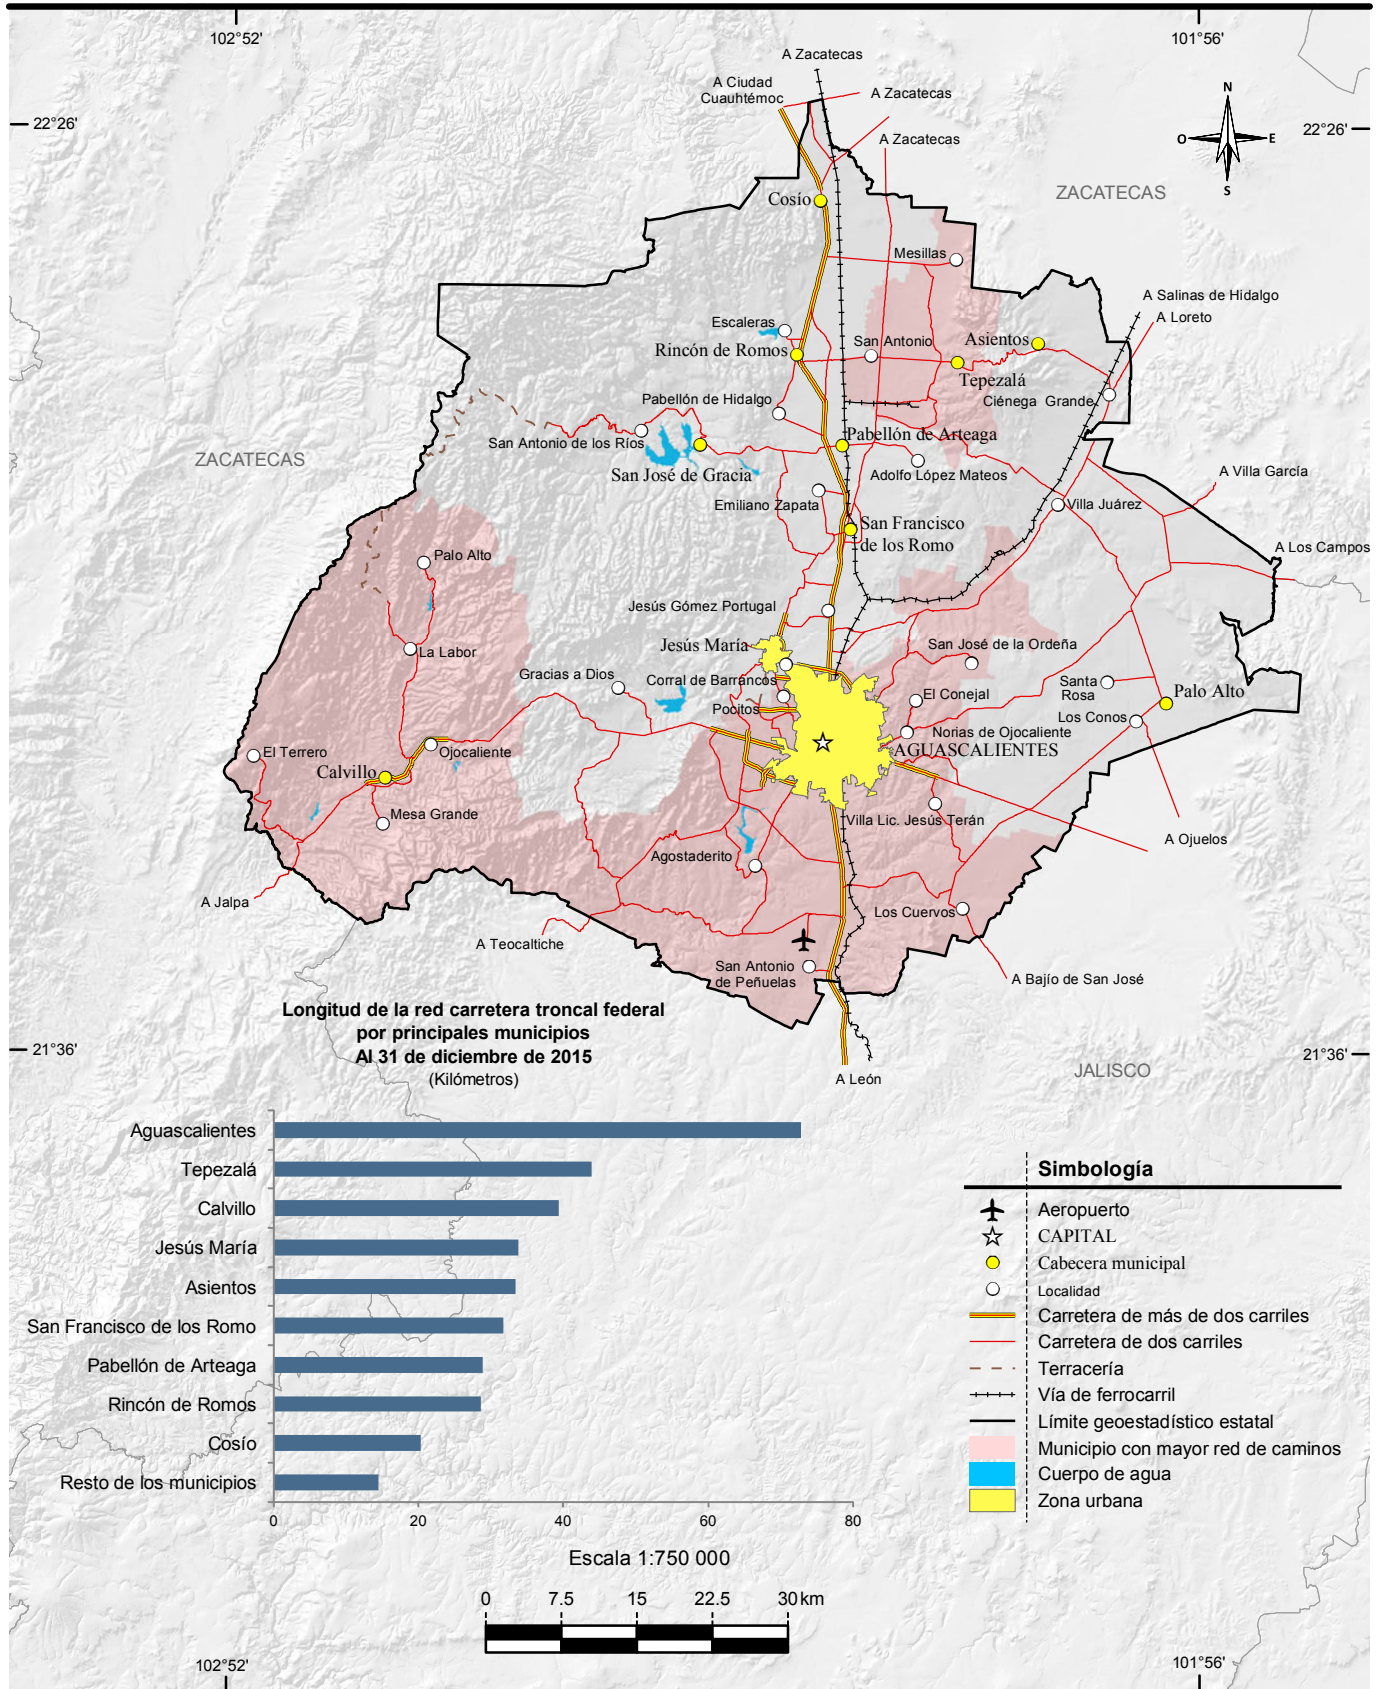 102°52'
101°56'
A Zacatecas
A Ciudad
Cuauhtémoc
A Zacatecas
22°26'
22°26'
N
O
E
S
A Zacatecas
ZACATECAS
Cosío
Mesillas
A Salinas de Hidalgo
A Loreto
Escaleras
San Antonio
Asientos
Rincón de Romos
Tepezalá
Ciénega Grande
Pabellón de Hidalgo
San Antonio de los Ríos
Pabellón de Arteaga
ZACATECAS
San José de Gracia
Adolfo López Mateos
A Villa García
Emiliano Zapata
Villa Juárez
San Francisco
de los Romo
A Los Campos
Palo Alto
Jesús Gómez Portugal
Jesús María
San José de la Ordeña
La Labor
Gracias a Dios
Corral de Barrancos
Santa
Rosa
El Conejal
Palo Alto
Pocitos
Los Conos
Norias de Ojocaliente
El Terrero
Ojocaliente
AGUASCALIENTES
Calvillo
Mesa Grande
Villa Lic. Jesús Terán
A Ojuelos
Agostaderito
A Jalpa
Los Cuervos
A Teocaltiche
San Antonio
de Peñuelas
A Bajío de San José
Longitud de la red carretera troncal federal
por principales municipios
Al 31 de diciembre de 2015
(Kilómetros)
21°36'
21°36'
A León
JALISCO
Aguascalientes
Tepezalá
Calvillo
Jesús María
Asientos
San Francisco de los Romo
Pabellón de Arteaga
Rincón de Romos
Cosío
Resto de los municipios
0 20 40 60 80
Simbología
Aeropuerto
CAPITAL
Cabecera municipal
Localidad
Carretera de más de dos carriles
Carretera de dos carriles
Terracería
Vía de ferrocarril
Límite geoestadístico estatal
Municipio con mayor red de caminos
Cuerpo de agua
Zona urbana
Escala 1:750 000
0 7.5 15 22.5 30 km
102°52'
101°56'